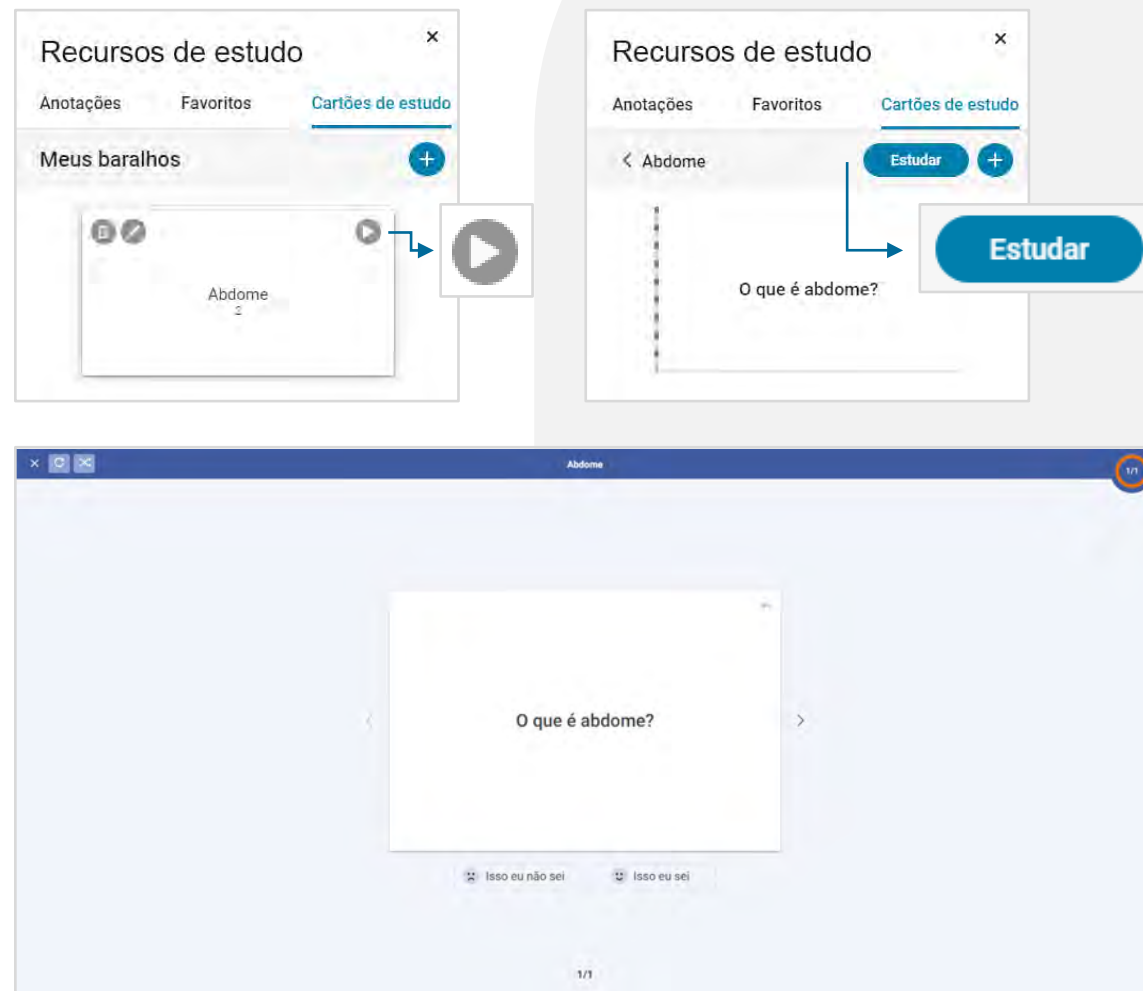 Recursos de estudo
×
Anotações Favoritos Cartões de estudo
Meus baralhos +
Abdome
2
Recursos de estudo
×
Anotações Favoritos Cartões de estudo
< Abdome Estudar +
Estudar
O que é abdome?
× Abdome 1/1
O que é abdome?
< >
Isso eu não sei Isso eu sei
1/1